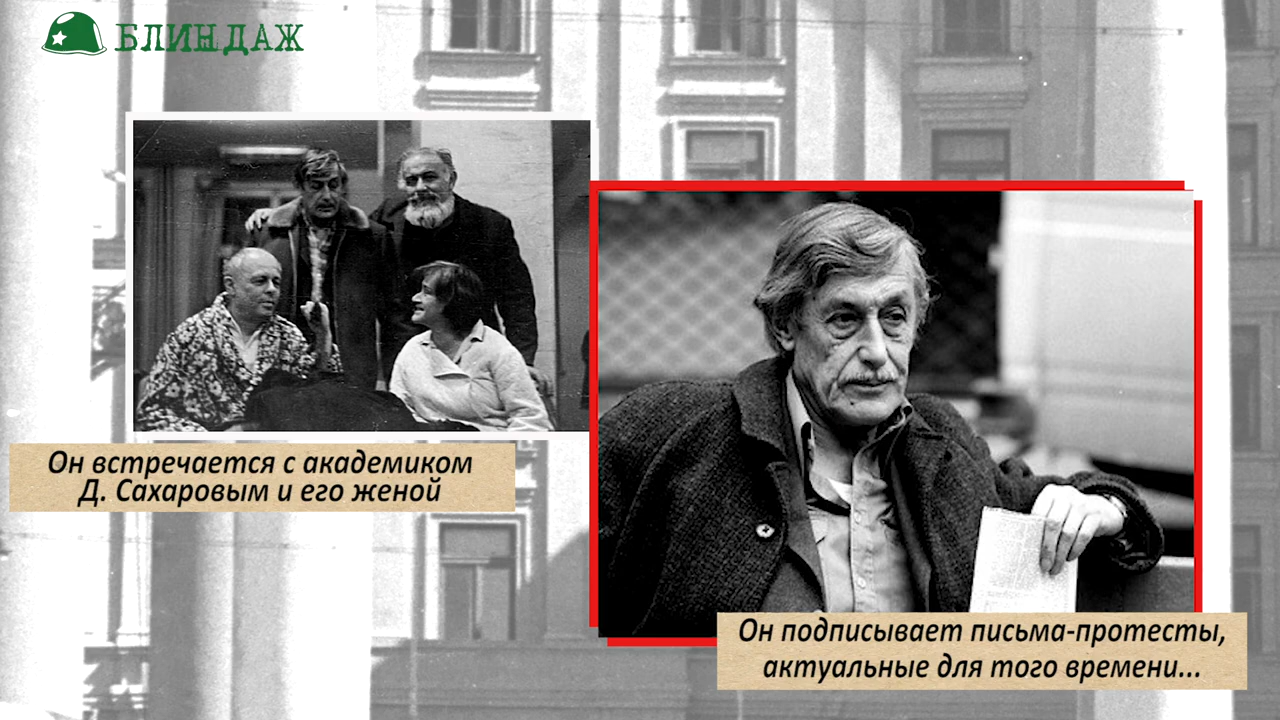 БЛИНДАЖ
Он встречается с академиком
Д. Сахаровым и его женой
Он подписывает письма-протесты,
актуальные для того времени...